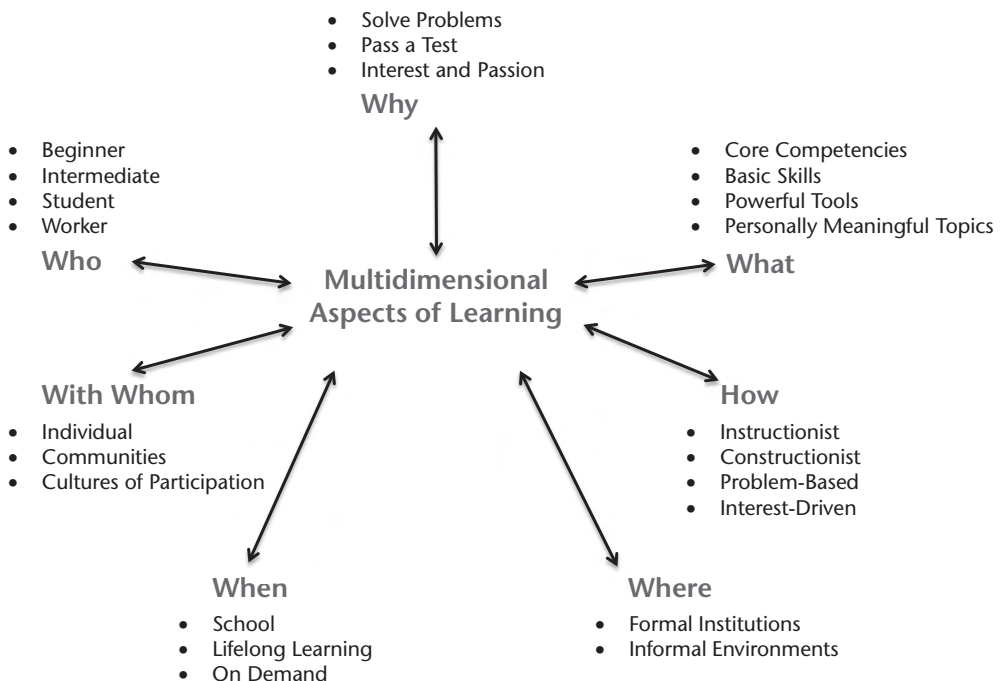 • Solve Problems
• Pass a Test
• Interest and Passion
Why
• Beginner
• Intermediate
• Student
• Worker
Who
• Core Competencies
• Basic Skills
• Powerful Tools
• Personally Meaningful Topics
What
Multidimensional
Aspects of Learning
With Whom
• Individual
• Communities
• Cultures of Participation
How
• Instructionist
• Constructionist
• Problem-Based
• Interest-Driven
When
• School
• Lifelong Learning
• On Demand
Where
• Formal Institutions
• Informal Environments